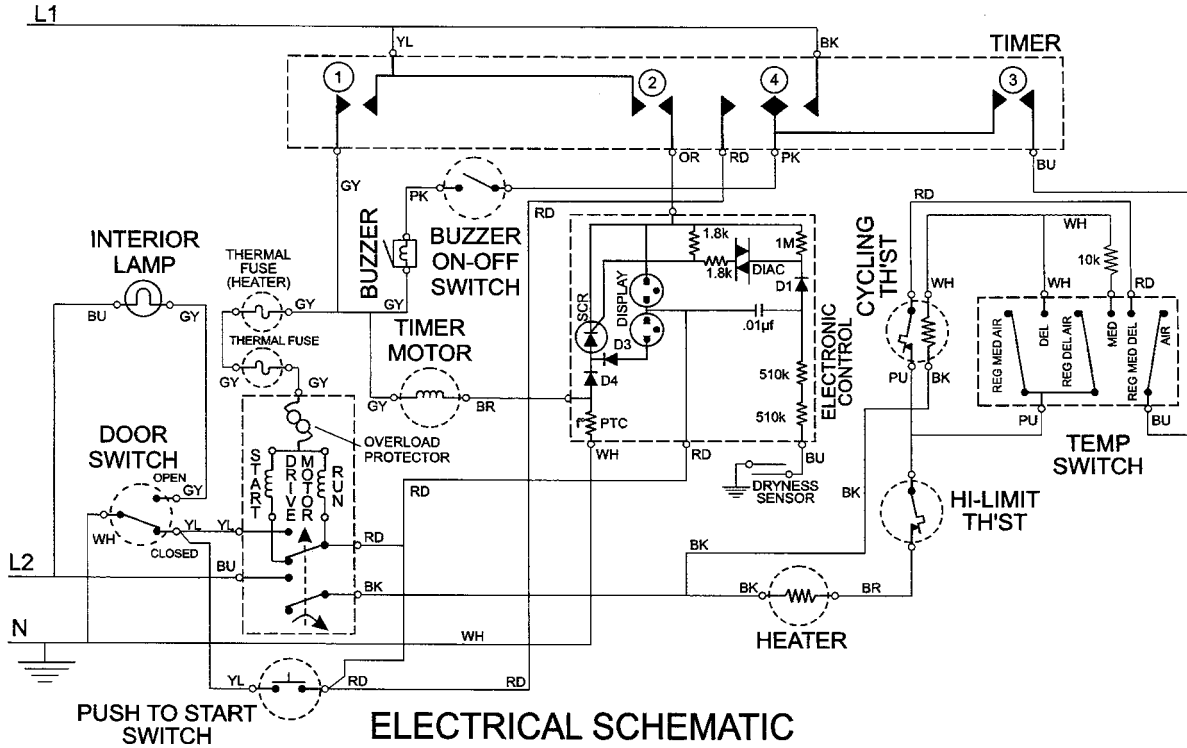 L1
YL
BK
TIMER
1
2
4
3
OR
RD
PK
BU
GY
PK
RD
RD
INTERIOR
LAMP
BU
GY
THERMAL
FUSE
(HEATER)
GY
BUZZER
GY
BUZZER
ON-OFF
SWITCH
THERMAL FUSE
GY
GY
TIMER
MOTOR
GY
BR
1.8k
1M
1.8k
DIAC
D1
DISPLAY
SCR
.01µf
D3
D4
510k
510k
PTC
ELECTRONIC
CONTROL
WH
RD
BU
DRYNESS
SENSOR
CYCLING
TH'ST
WH
10k
WH
WH
RD
REG MED AIR
DEL
REG DEL AIR
MED
REG MED DEL
AIR
PU
BK
PU
BU
TEMP
SWITCH
OVERLOAD
PROTECTOR
DOOR
SWITCH
OPEN
GY
START
DRIVE
MOTOR
RUN
RD
BK
HI-LIMIT
TH'ST
WH
YL
YL
CLOSED
RD
BK
L2
BU
BK
BK
BR
HEATER
N
WH
YL
RD
RD
PUSH TO START
SWITCH
ELECTRICAL SCHEMATIC